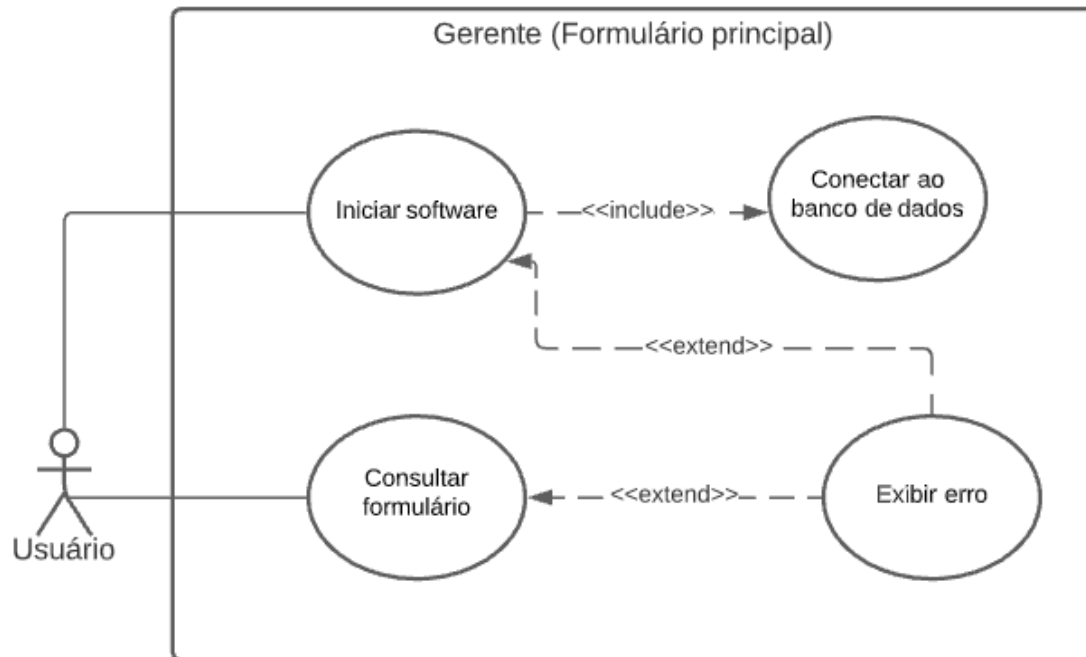 Gerente (Formulário principal)
Iniciar software
<<include>>
Conectar ao
banco de dados
<<extend>>
Consultar
formulário
<<extend>>
Exibir erro
Usuário